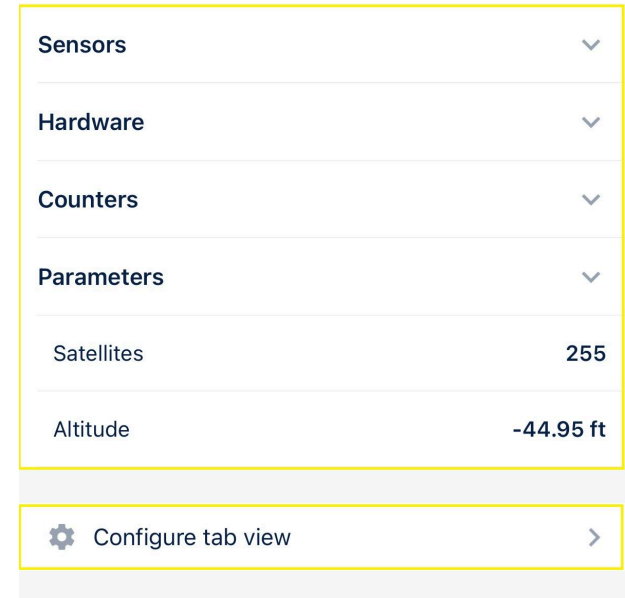 Sensors
Hardware
Counters
Parameters
Satellites 255
Altitude -44.95 ft
Configure tab view